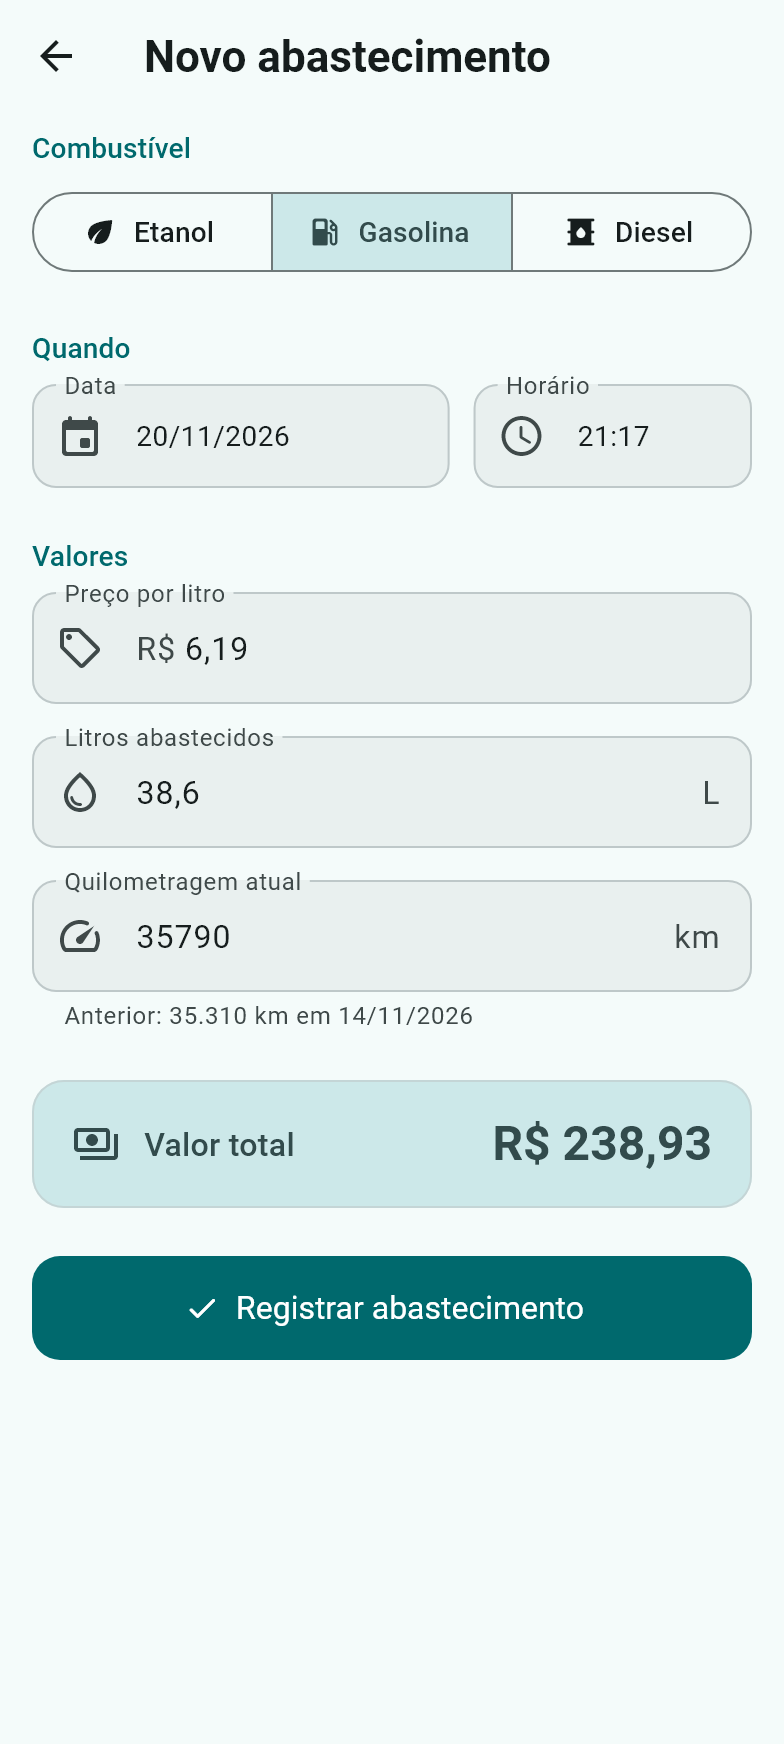 Novo abastecimento
Combustível
Etanol Gasolina Diesel
Quando
Data Horário
20/11/2026 21:17
Valores
Preço por litro
R$ 6,19
Litros abastecidos
38,6 L
Quilometragem atual
35790 km
Anterior: 35.310 km em 14/11/2026
Valor total R$ 238,93
Registrar abastecimento